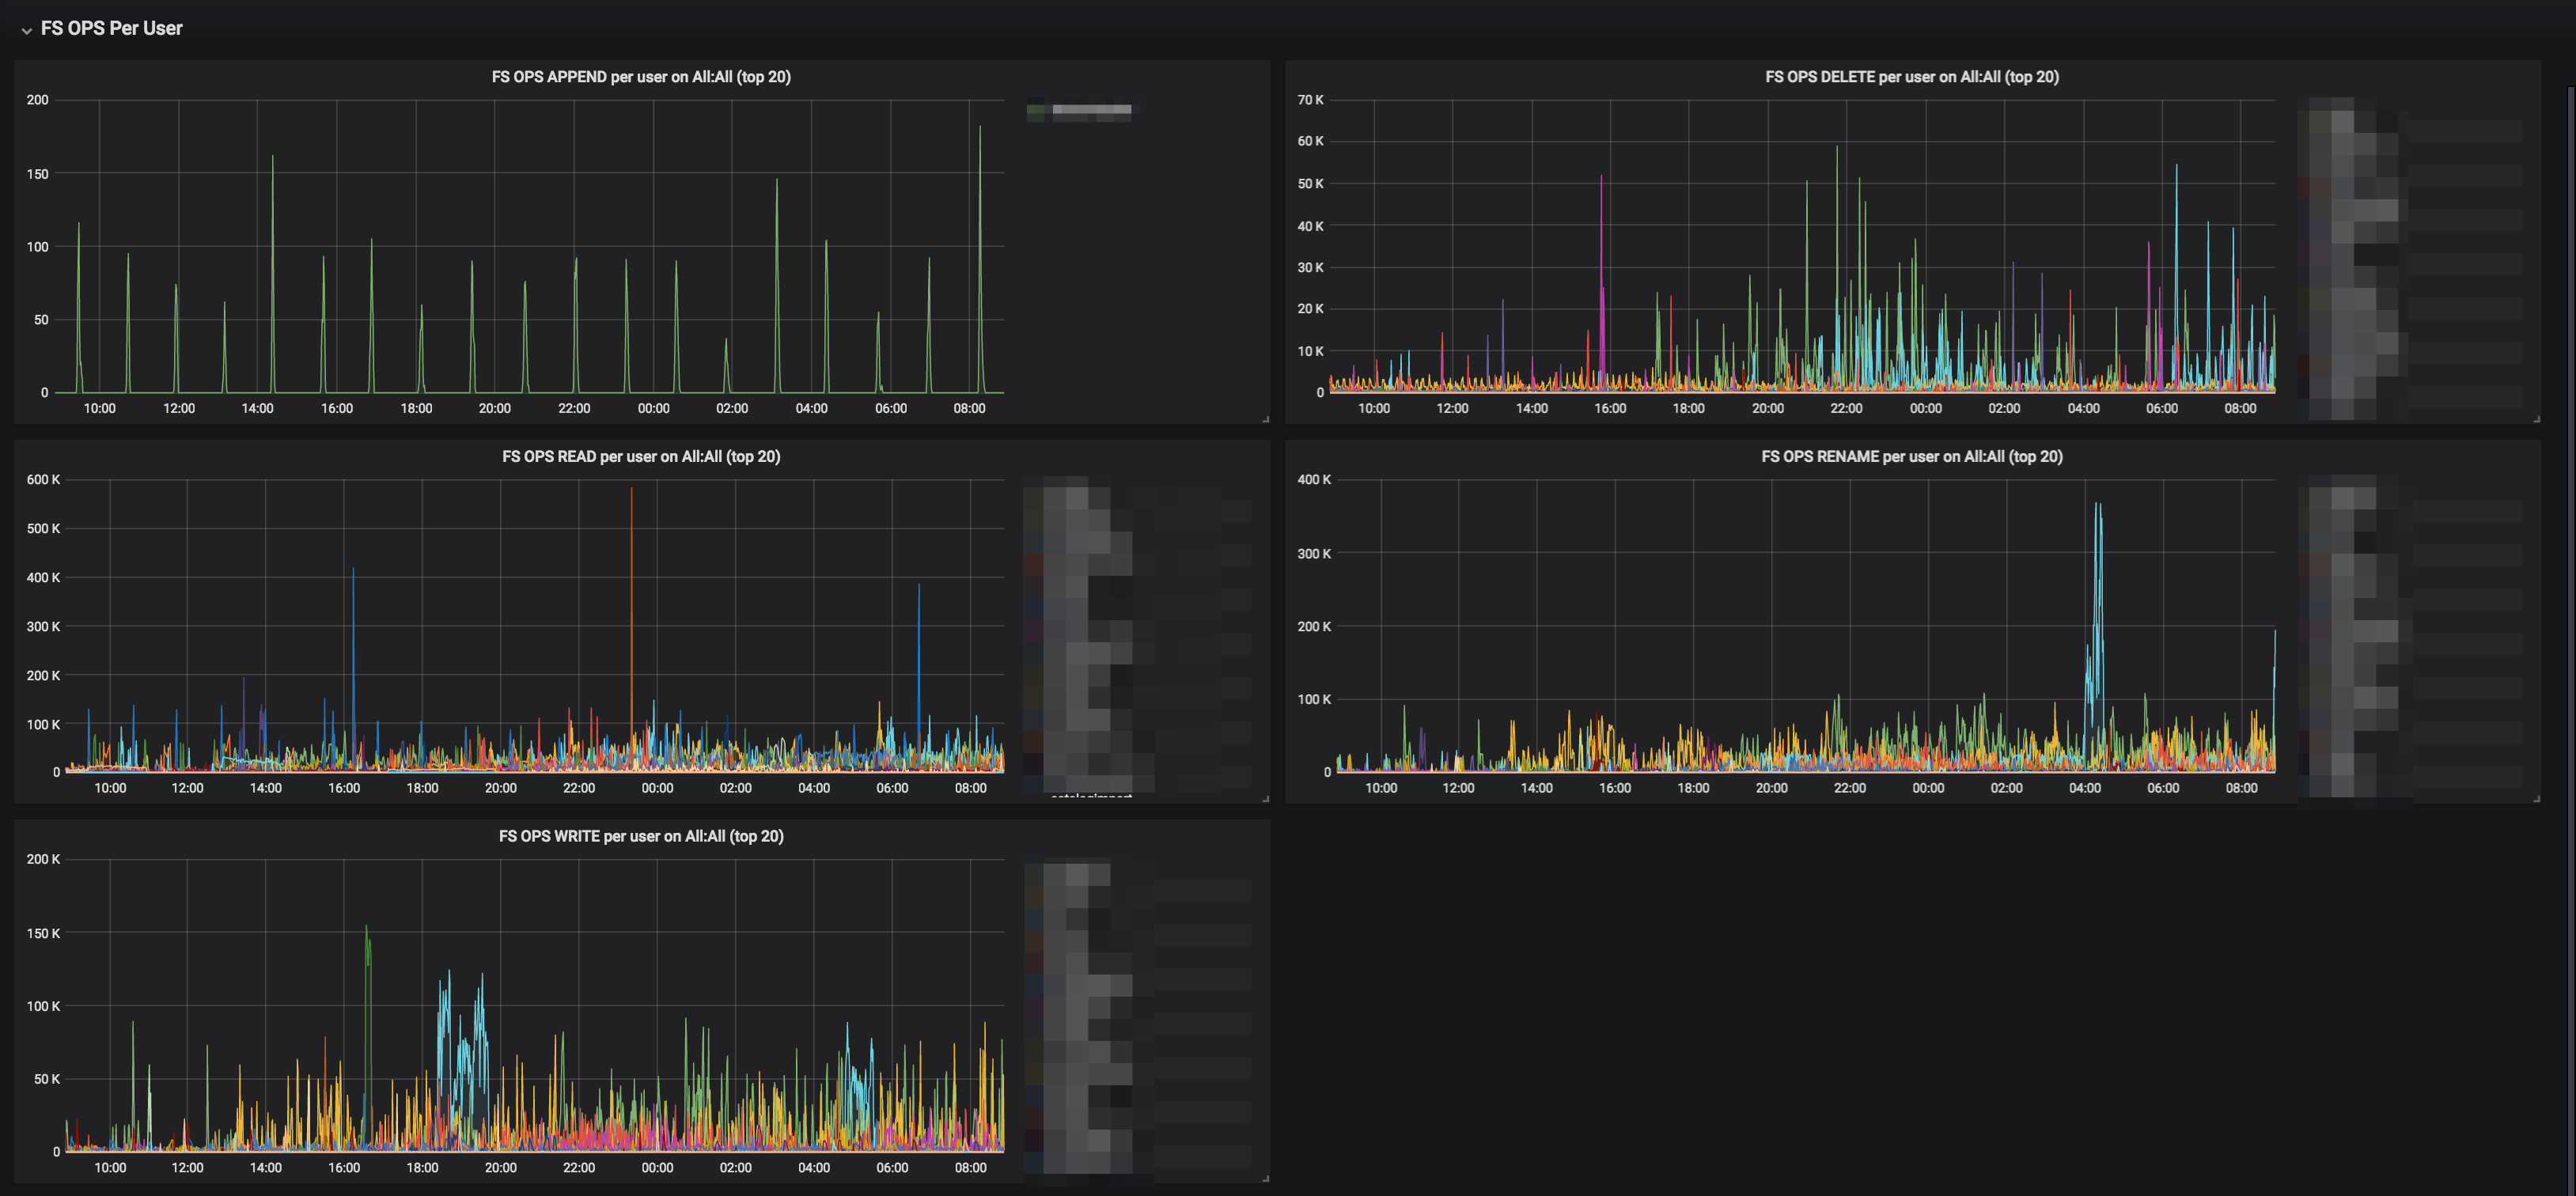 FS OPS Per User
FS OPS APPEND per user on All:All (top 20)
200
150
100
50
0
10:00 12:00 14:00 16:00 18:00 20:00 22:00 00:00 02:00 04:00 06:00 08:00
FS OPS DELETE per user on All:All (top 20)
70 K
60 K
50 K
40 K
30 K
20 K
10 K
0
10:00 12:00 14:00 16:00 18:00 20:00 22:00 00:00 02:00 04:00 06:00 08:00
FS OPS READ per user on All:All (top 20)
600 K
500 K
400 K
300 K
200 K
100 K
0
10:00 12:00 14:00 16:00 18:00 20:00 22:00 00:00 02:00 04:00 06:00 08:00
FS OPS RENAME per user on All:All (top 20)
400 K
300 K
200 K
100 K
0
10:00 12:00 14:00 16:00 18:00 20:00 22:00 00:00 02:00 04:00 06:00 08:00
FS OPS WRITE per user on All:All (top 20)
200 K
150 K
100 K
50 K
0
10:00 12:00 14:00 16:00 18:00 20:00 22:00 00:00 02:00 04:00 06:00 08:00